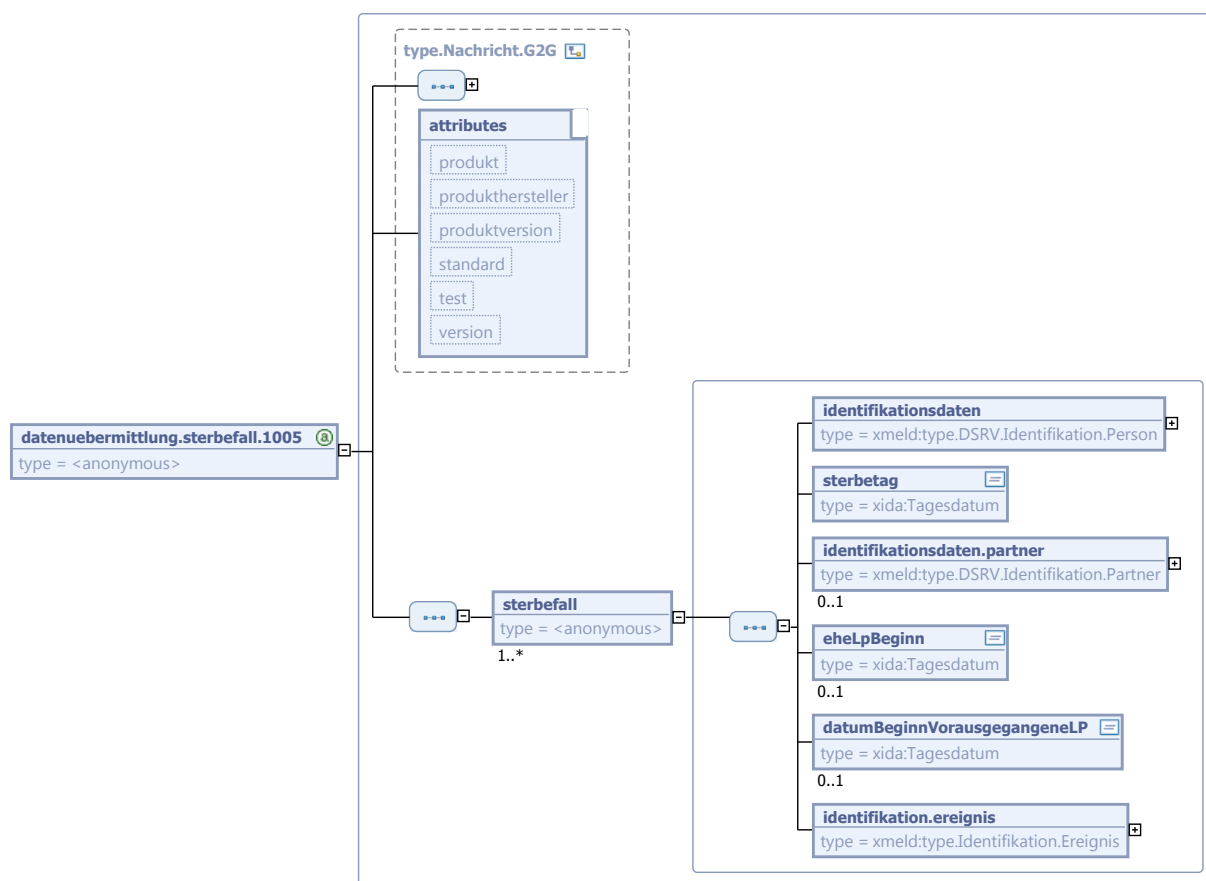 type.Nachricht.G2G
attributes
produkt
produkthersteller
produktversion
standard
test
version
datenuebermittlung.sterbefall.1005
type = <anonymous>
sterbefall
type = <anonymous>
1..*
identifikationsdaten
type = xmeld:type.DSRV.Identifikation.Person
sterbetag
type = xida:Tagesdatum
identifikationsdaten.partner
type = xmeld:type.DSRV.Identifikation.Partner
0..1
eheLpBeginn
type = xida:Tagesdatum
0..1
datumBeginnVorausgegangeneLP
type = xida:Tagesdatum
0..1
identifikation.ereignis
type = xmeld:type.Identifikation.Ereignis